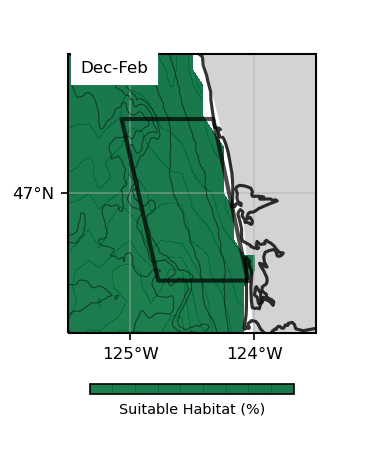 Dec-Feb
47°N
125°W 124°W
Suitable Habitat (%)